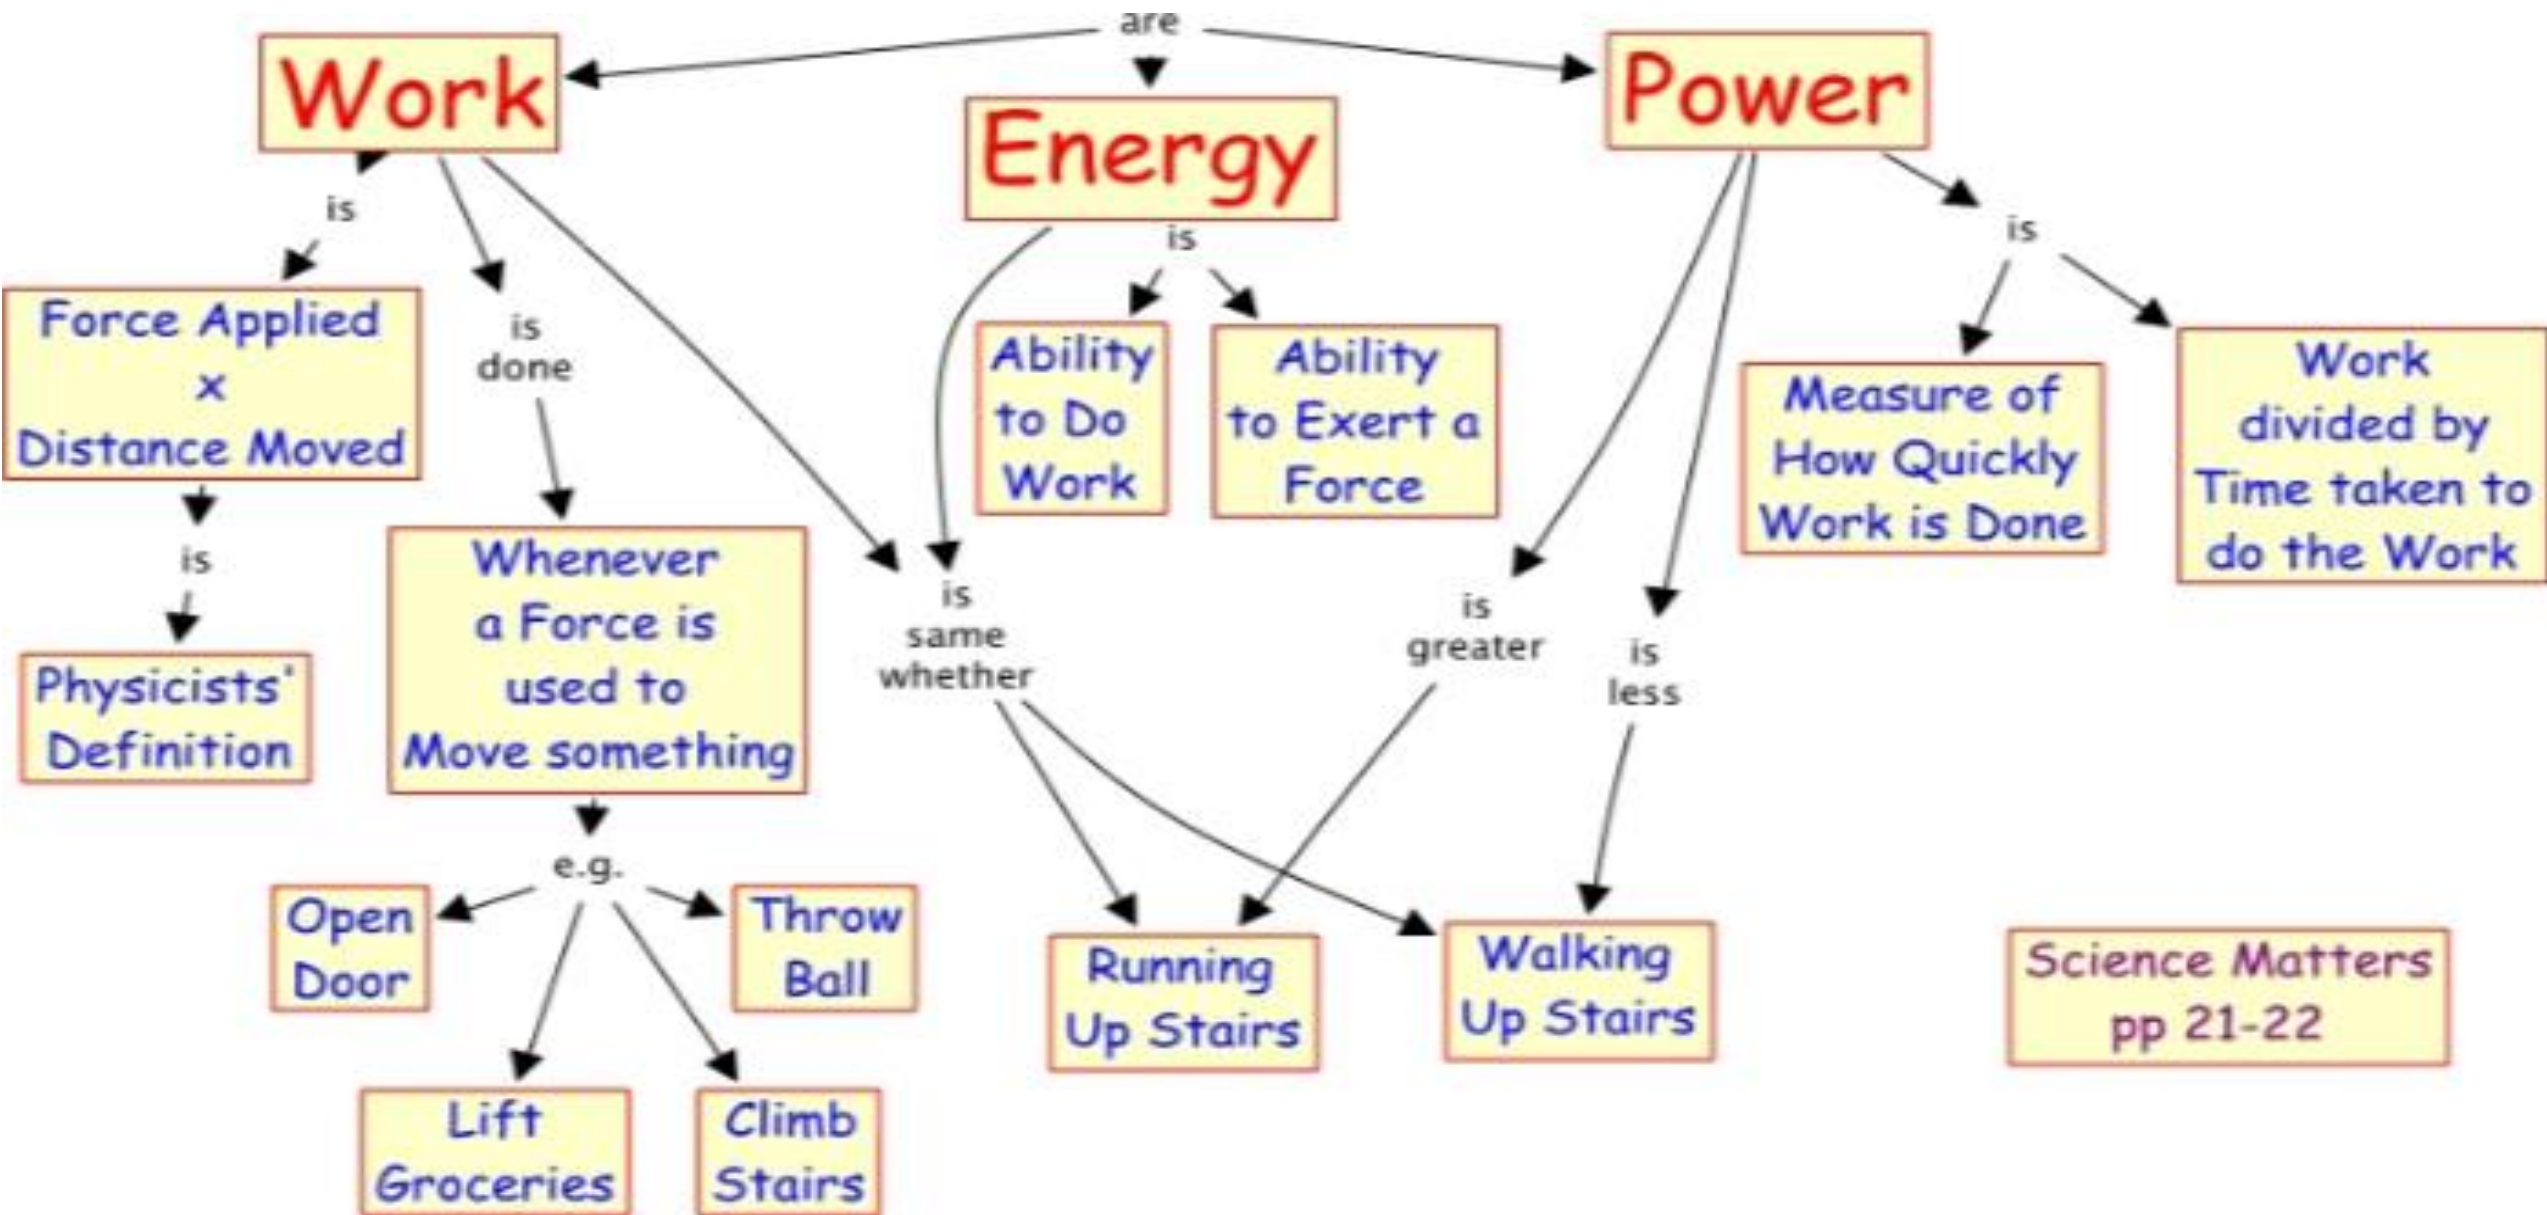 are
Work
Energy
Power
is
is
done
is
is
Force Applied
x
Distance Moved
is
Physicists'
Definition
Whenever
a Force is
used to
Move something
e.g.
Open
Door
Throw
Ball
Lift
Groceries
Climb
Stairs
Ability
to Do
Work
Ability
to Exert a
Force
is
same
whether
is
greater
is
less
Measure of
How Quickly
Work is Done
Work
divided by
Time taken to
do the Work
Running
Up Stairs
Walking
Up Stairs
Science Matters
pp 21-22